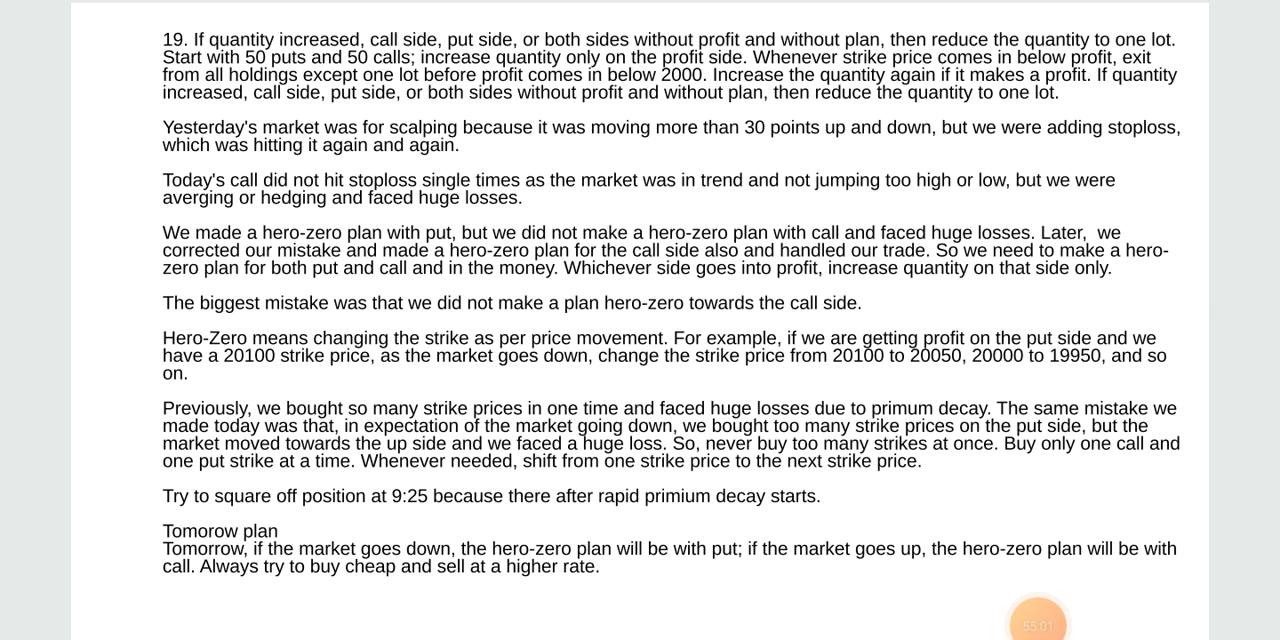 19. If quantity increased, call side, put side, or both sides without profit and without plan, then reduce the quantity to one lot.
Start with 50 puts and 50 calls; increase quantity only on the profit side. Whenever strike price comes in below profit, exit
from all holdings except one lot before profit comes in below 2000. Increase the quantity again if it makes a profit. If quantity
increased, call side, put side, or both sides without profit and without plan, then reduce the quantity to one lot.
Yesterday's market was for scalping because it was moving more than 30 points up and down, but we were adding stoploss,
which was hitting it again and again.
Today's call did not hit stoploss single times as the market was in trend and not jumping too high or low, but we were
averging or hedging and faced huge losses.
We made a hero-zero plan with put, but we did not make a hero-zero plan with call and faced huge losses. Later,  we
corrected our mistake and made a hero-zero plan for the call side also and handled our trade. So we need to make a hero-
zero plan for both put and call and in the money. Whichever side goes into profit, increase quantity on that side only.
The biggest mistake was that we did not make a plan hero-zero towards the call side.
Hero-Zero means changing the strike as per price movement. For example, if we are getting profit on the put side and we
have a 20100 strike price, as the market goes down, change the strike price from 20100 to 20050, 20000 to 19950, and so
on.
Previously, we bought so many strike prices in one time and faced huge losses due to primum decay. The same mistake we
made today was that, in expectation of the market going down, we bought too many strike prices on the put side, but the
market moved towards the up side and we faced a huge loss. So, never buy too many strikes at once. Buy only one call and
one put strike at a time. Whenever needed, shift from one strike price to the next strike price.
Try to square off position at 9:25 because there after rapid primium decay starts.
Tomorow plan
Tomorrow, if the market goes down, the hero-zero plan will be with put; if the market goes up, the hero-zero plan will be with
call. Always try to buy cheap and sell at a higher rate.
55:01